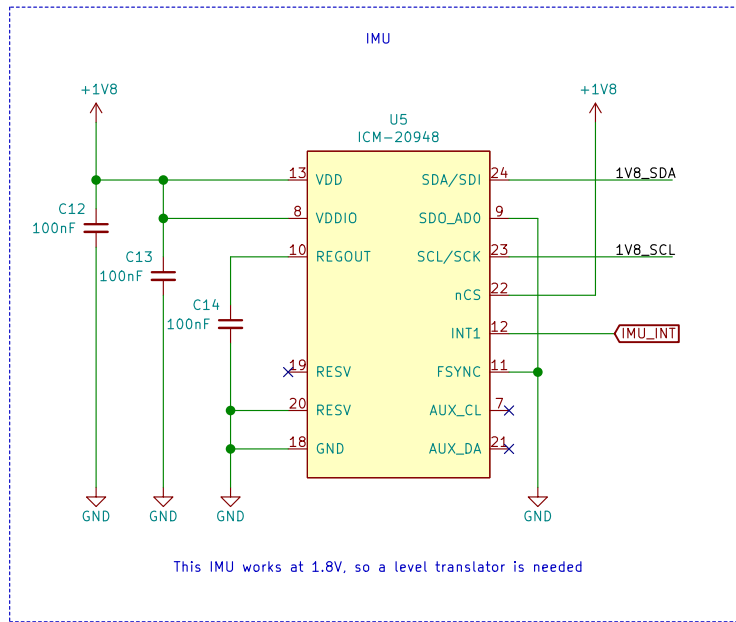 IMU
+1V8
+1V8
U5
ICM-20948
13 VDD SDA/SDI 24 1V8_SDA
C12
100nF
8 VDDIO SDO_AD0 9
C13
100nF
10 REGOUT SCL/SCK 23 1V8_SCL
nCS 22
C14
100nF
INT1 12 IMU_INT
19 RESV FSYNC 11
20 RESV AUX_CL 7
18 GND AUX_DA 21
GND GND GND GND
This IMU works at 1.8V, so a level translator is needed